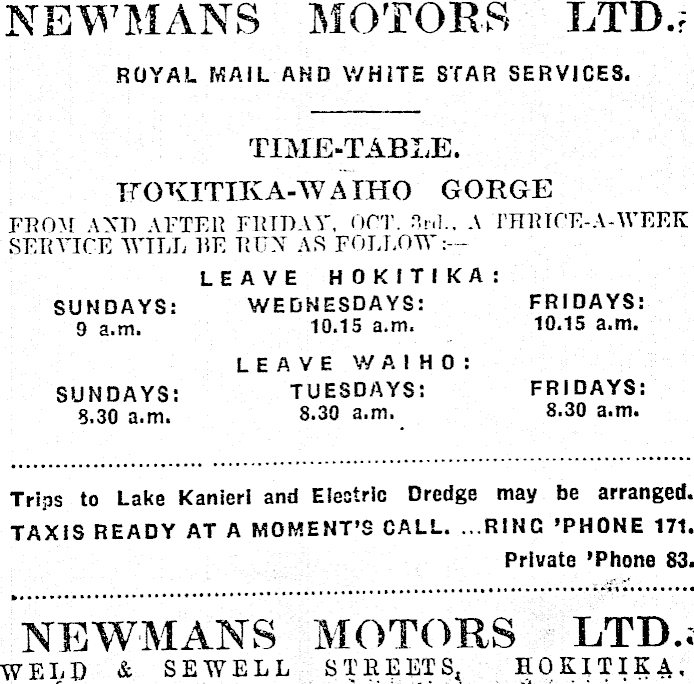 NEWMANS MOTORS LTD.
ROYAL MAIL AND WHITE STAR SERVICES.
TIME-TABLE.
HOKITIKA-WAIHO GORGE
FROM AND AFTER FRIDAY, OCT. 3rd., A THRICE-A-WEEK
SERVICE WILL BE RUN AS FOLLOW:—
LEAVE HOKITIKA:
SUNDAYS: WEDNESDAYS: FRIDAYS:
9 a.m. 10.15 a.m. 10.15 a.m.
LEAVE WAIHO:
SUNDAYS: TUESDAYS: FRIDAYS:
8.30 a.m. 8.30 a.m. 8.30 a.m.
Trips to Lake Kanieri and Electric Dredge may be arranged.
TAXIS READY AT A MOMENT'S CALL. ...RING 'PHONE 171.
Private 'Phone 83.
NEWMANS MOTORS LTD.
WELD & SEWELL STREETS, HOKITIKA.